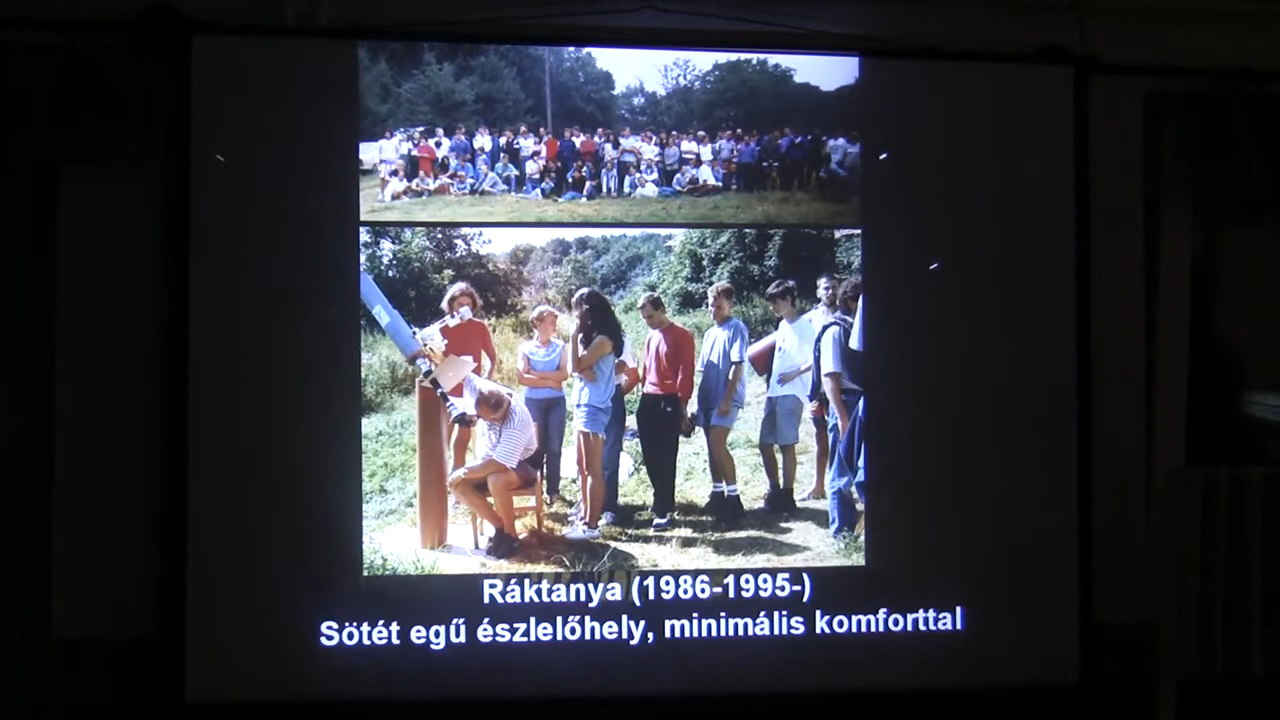 Ráktanya (1986-1995-)
Sötét egű észlelőhely, minimális komforttal